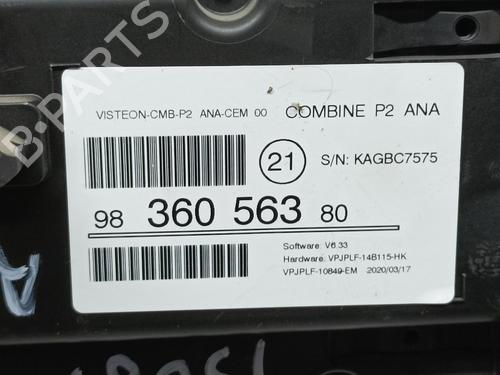 VISTEON-CMB-P2 ANA-CEM 00 COMBINE P2 ANA
21 S/N: KAGBC7575
98 360 563 80
Software: V6.33
Hardware: VPJPLF-14B115-HK
VPJPLF-10849-EM 2020/03/17
B-PARTS